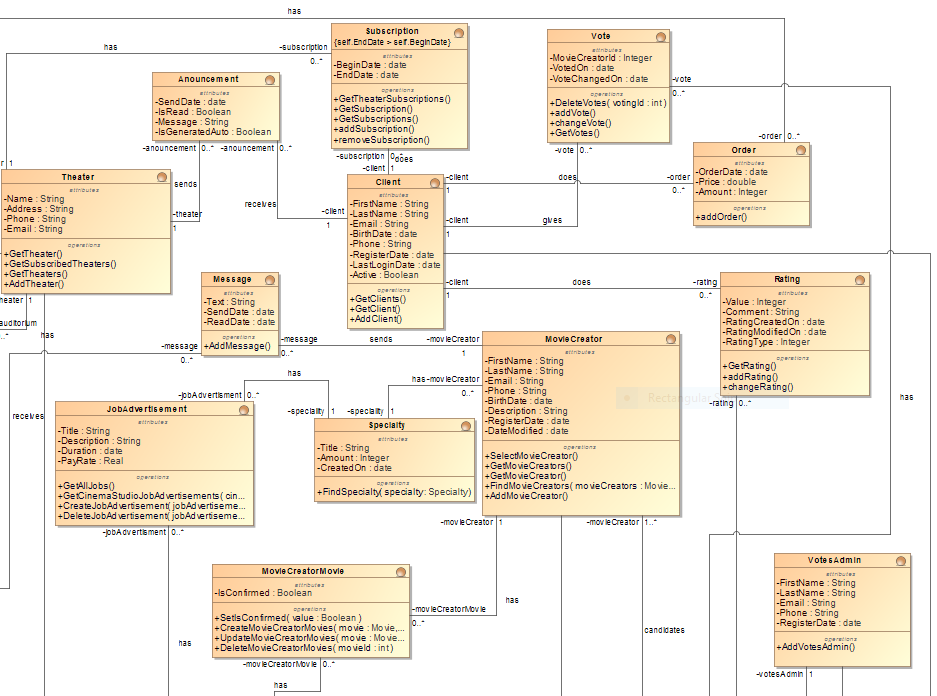 has
Subscription
{self.EndDate > self.BeginDate}
attributes
-BeginDate : date
-EndDate : date
operations
+GetTheaterSubscriptions()
+GetSubscription()
+GetSubscriptions()
+addSubscription()
+removeSubscription()
has
-subscription
0..*
Vote
attributes
-MovieCreatorId : Integer
-VotedOn : date
-VoteChangedOn : date
operations
+DeleteVotes( votingId : int )
+addVote()
+changeVote()
+GetVotes()
-vote
0..*
-vote
0..*
Anouncement
attributes
-SendDate : date
-IsRead : Boolean
-Message : String
-IsGeneratedAuto : Boolean
-anouncement
0..*
-anouncement
0..*
-order
0..*
Order
attributes
-OrderDate : date
-Price : double
-Amount : Integer
operations
+addOrder()
-subscription
0..*
does
-client
1
r
1
Theater
attributes
-Name : String
-Address : String
-Phone : String
-Email : String
operations
+GetTheater()
+GetSubscribedTheaters()
+GetTheaters()
+AddTheater()
sends
-theater
1
receives
-client
1
Client
attributes
-FirstName : String
-LastName : String
-Email : String
-BirthDate : date
-Phone : String
-RegisterDate : date
-LastLoginDate : date
-Active : Boolean
operations
+GetClients()
+GetClient()
+AddClient()
-client
1
does
-order
0..*
-client
1
gives
-client
1
does
-rating
0..*
Rating
attributes
-Value : Integer
-Comment : String
-RatingCreatedOn : date
-RatingModifiedOn : date
-RatingType : Integer
operations
+GetRating()
+addRating()
+changeRating()
-rating
0..*
has
heater
1
auditorium
..*
has
Message
attributes
-Text : String
-SendDate : date
-ReadDate : date
operations
+AddMessage()
-message
0..*
-message
0..*
sends
-movieCreator
1
MovieCreator
attributes
-FirstName : String
-LastName : String
-Email : String
-Phone : String
-BirthDate : date
-Description : String
-RegisterDate : date
-DateModified : date
operations
+SelectMovieCreator()
+GetMovieCreators()
+GetMovieCreator()
+FindMovieCreators( movieCreators : Movie...
+AddMovieCreator()
Rectangular
has
-jobAdvertisment
0..*
-speciality
1
-speciality
1
has
-movieCreator
0..*
receives
JobAdvertisement
attributes
-Title : String
-Description : String
-Duration : date
-PayRate : Real
operations
+GetAllJobs()
+GetCinemaStudioJobAdvertisements( cin...
+CreateJobAdvertisement( jobAdvertiseme...
+DeleteJobAdvertisement( jobAdvertiseme...
-jobAdvertisment
0..*
Specialty
attributes
-Title : String
-Amount : Integer
-CreatedOn : date
operations
+FindSpecialty( specialty : Specialty)
-movieCreator
1
-movieCreator
1..*
MovieCreatorMovie
attributes
-IsConfirmed : Boolean
operations
+SetIsConfirmed( value : Boolean )
+CreateMovieCreatorMovies( movie : Movie,...
+UpdateMovieCreatorMovies( movie : Movie...
+DeleteMovieCreatorMovies( movieId : int )
-movieCreatorMovie
0..*
has
-movieCreatorMovie
0..*
has
has
candidates
VotesAdmin
attributes
-FirstName : String
-LastName : String
-Email : String
-Phone : String
-RegisterDate : date
operations
+AddVotesAdmin()
-votesAdmin
1